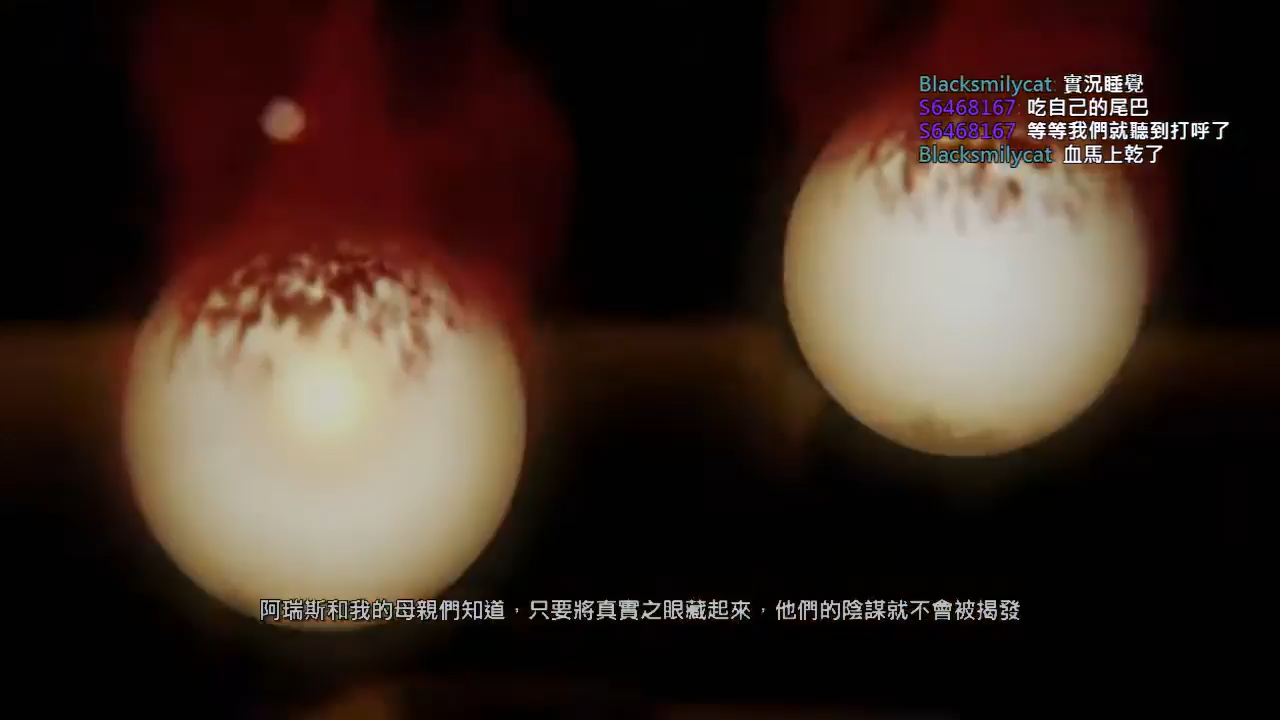 Blacksmilycat: 實況睡覺
S6468167: 吃自己的尾巴
S6468167: 等等我們就聽到打呼了
Blacksmilycat: 血馬上乾了
阿瑞斯和我的母親們知道，只要將真實之眼藏起來，他們的陰謀就不會被揭發